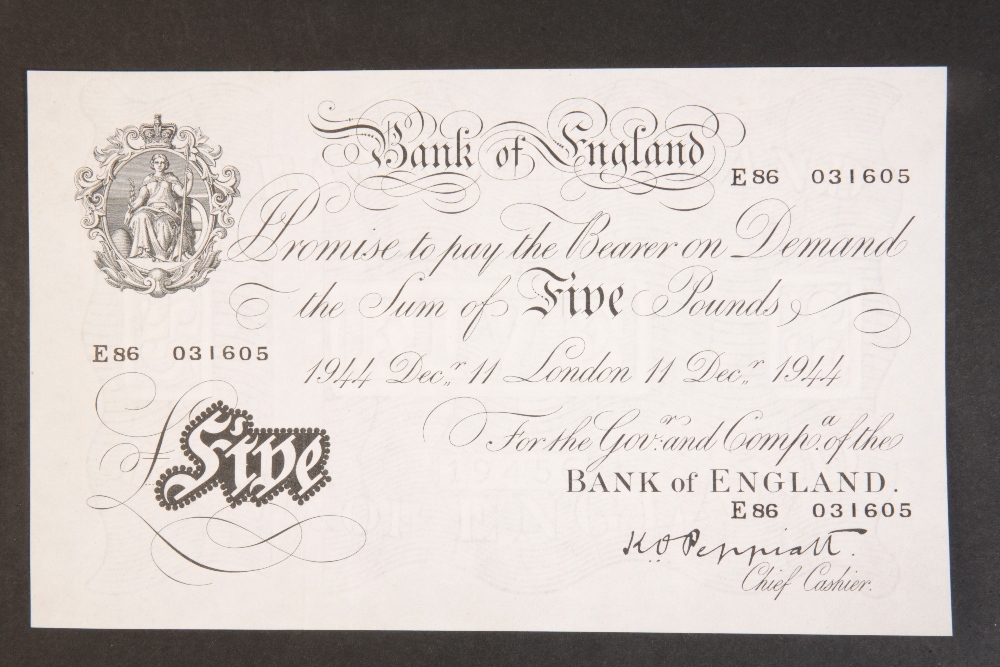 Bank of England
E86 031605
I Promise to pay the Bearer on Demand
the Sum of Five Pounds
E86 031605
1944 Decr 11 London 11 Decr 1944
£Five
For the Govr: and Compa: of the
BANK of ENGLAND.
E86 031605
K.O. Peppiatt.
Chief Cashier.